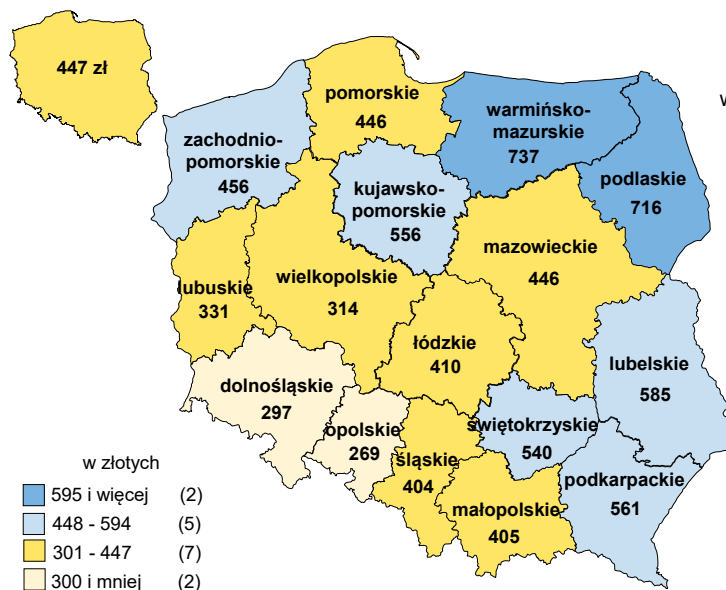 447 zł
pomorskie
446
warmińsko-
mazurskie
737
w
zachodnio-
pomorskie
456
kujawsko-
pomorskie
556
podlaskie
716
mazowieckie
446
lubuskie
331
wielkopolskie
314
łódzkie
410
lubelskie
585
dolnośląskie
297
opolskie
269
śląskie
404
świętokrzyskie
540
podkarpackie
561
małopolskie
405
w złotych
595 i więcej (2)
448 - 594 (5)
301 - 447 (7)
300 i mniej (2)